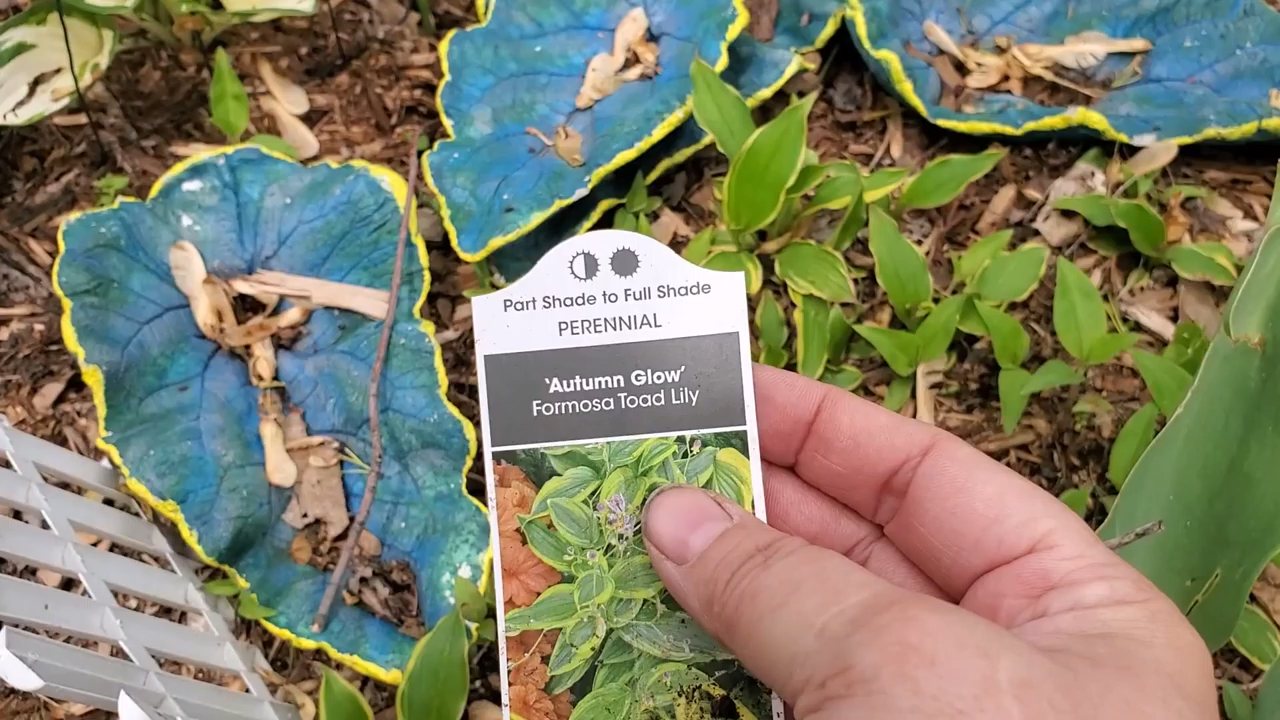 Part Shade to Full Shade
PERENNIAL
'Autumn Glow'
Formosa Toad Lily